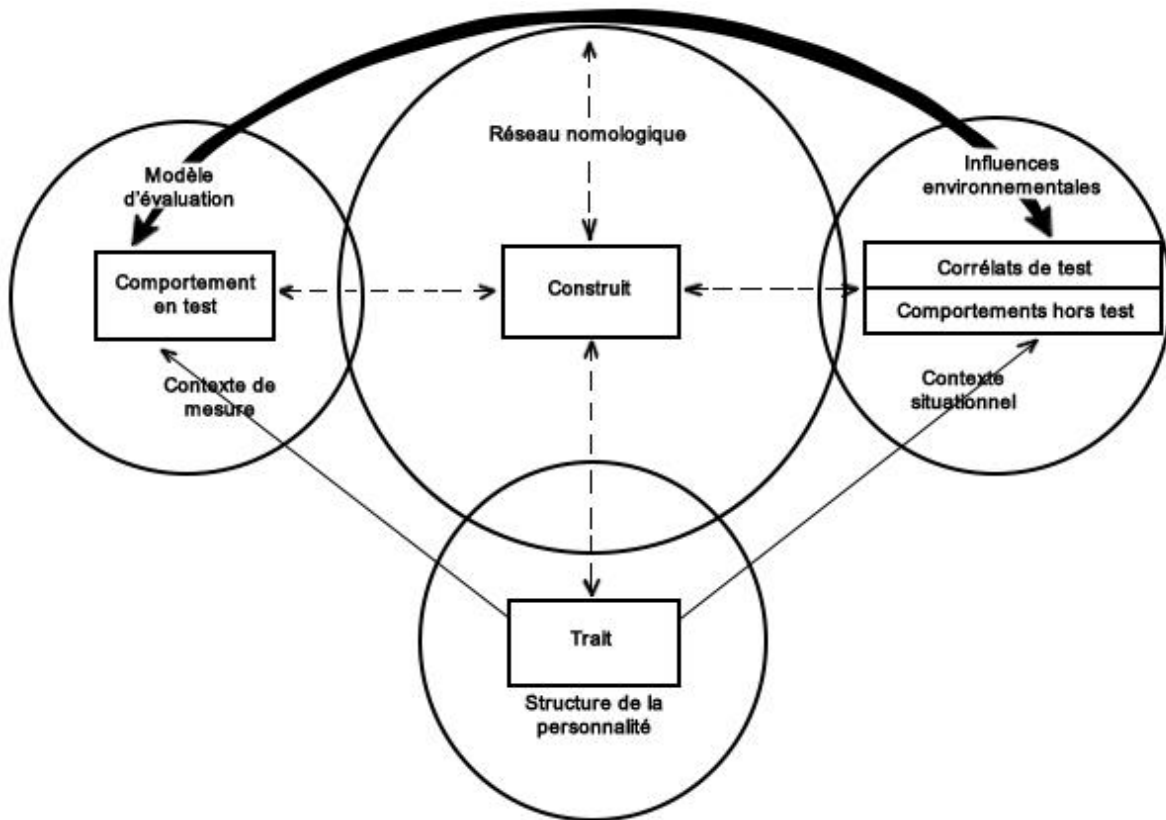 Réseau nomologique
Modèle
d'évaluation
Influences
environnementales
Comportement
en test
Construit
Corrélats de test
Comportements hors test
Contexte de
mesure
Contexte
situationnel
Trait
Structure de la
personnalité